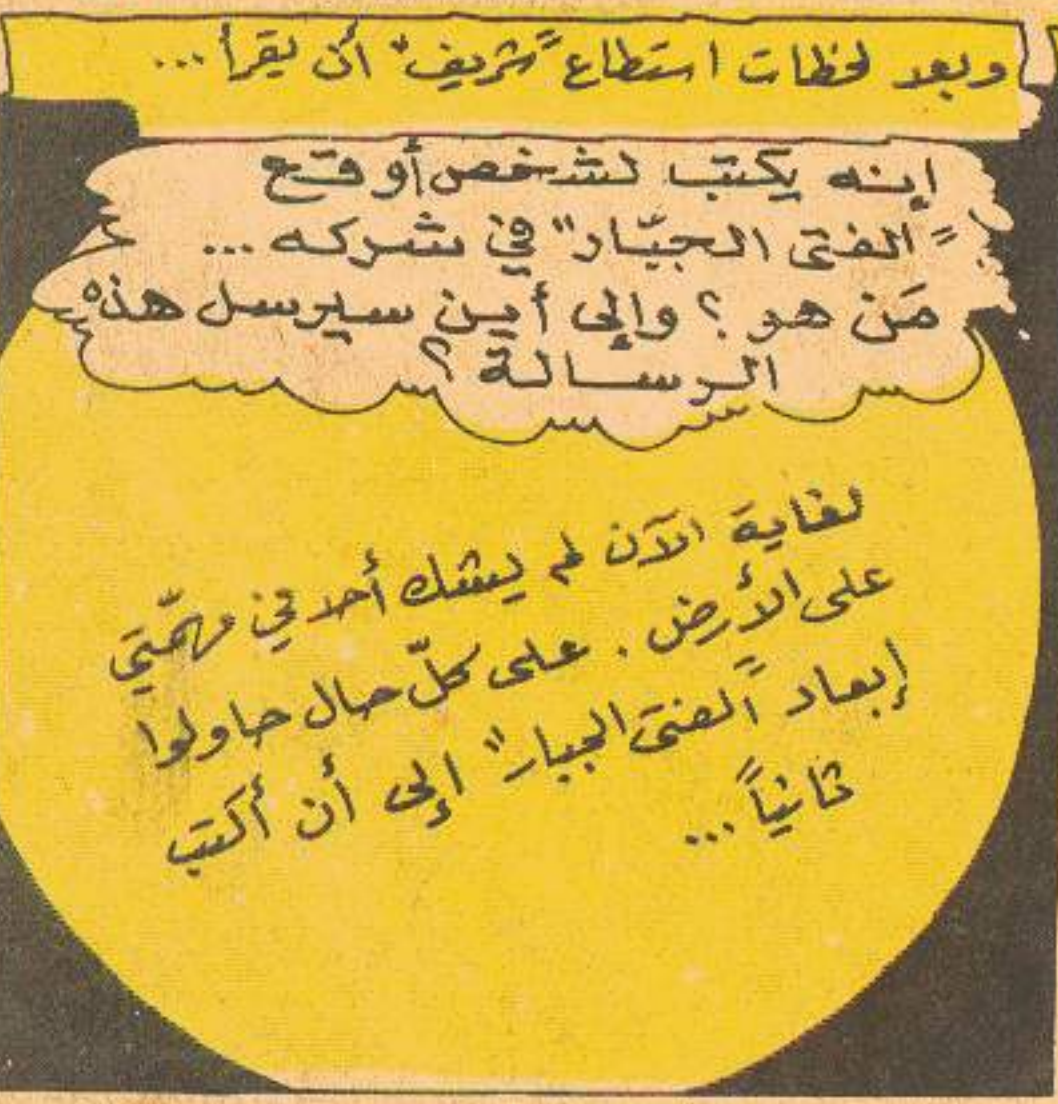 وبعد لحظات استطاع "شريف" أن يقرأ...
إنه يكتب لشخص أوقع
"الفتى الجبّار" في شركه...
مَن هو؟ وإلى أين سيرسل هذه
الرسالة؟
لغاية الآن لم يشك أحد في مهمّتي
على الأرض. على كلّ حال حاولوا
إبعاد "الفتى الجبار" إلى أن أكتب
ثانياً...